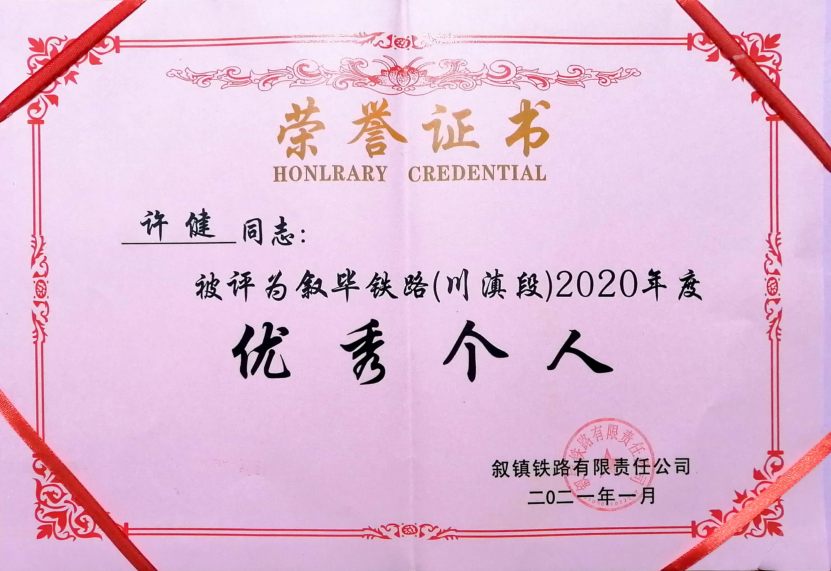 荣誉证书
HONLRARY CREDENTIAL
许健同志:
被评为叙毕铁路(川滇段)2020年度
优秀个人
叙镇铁路有限责任公司
二〇二一年一月